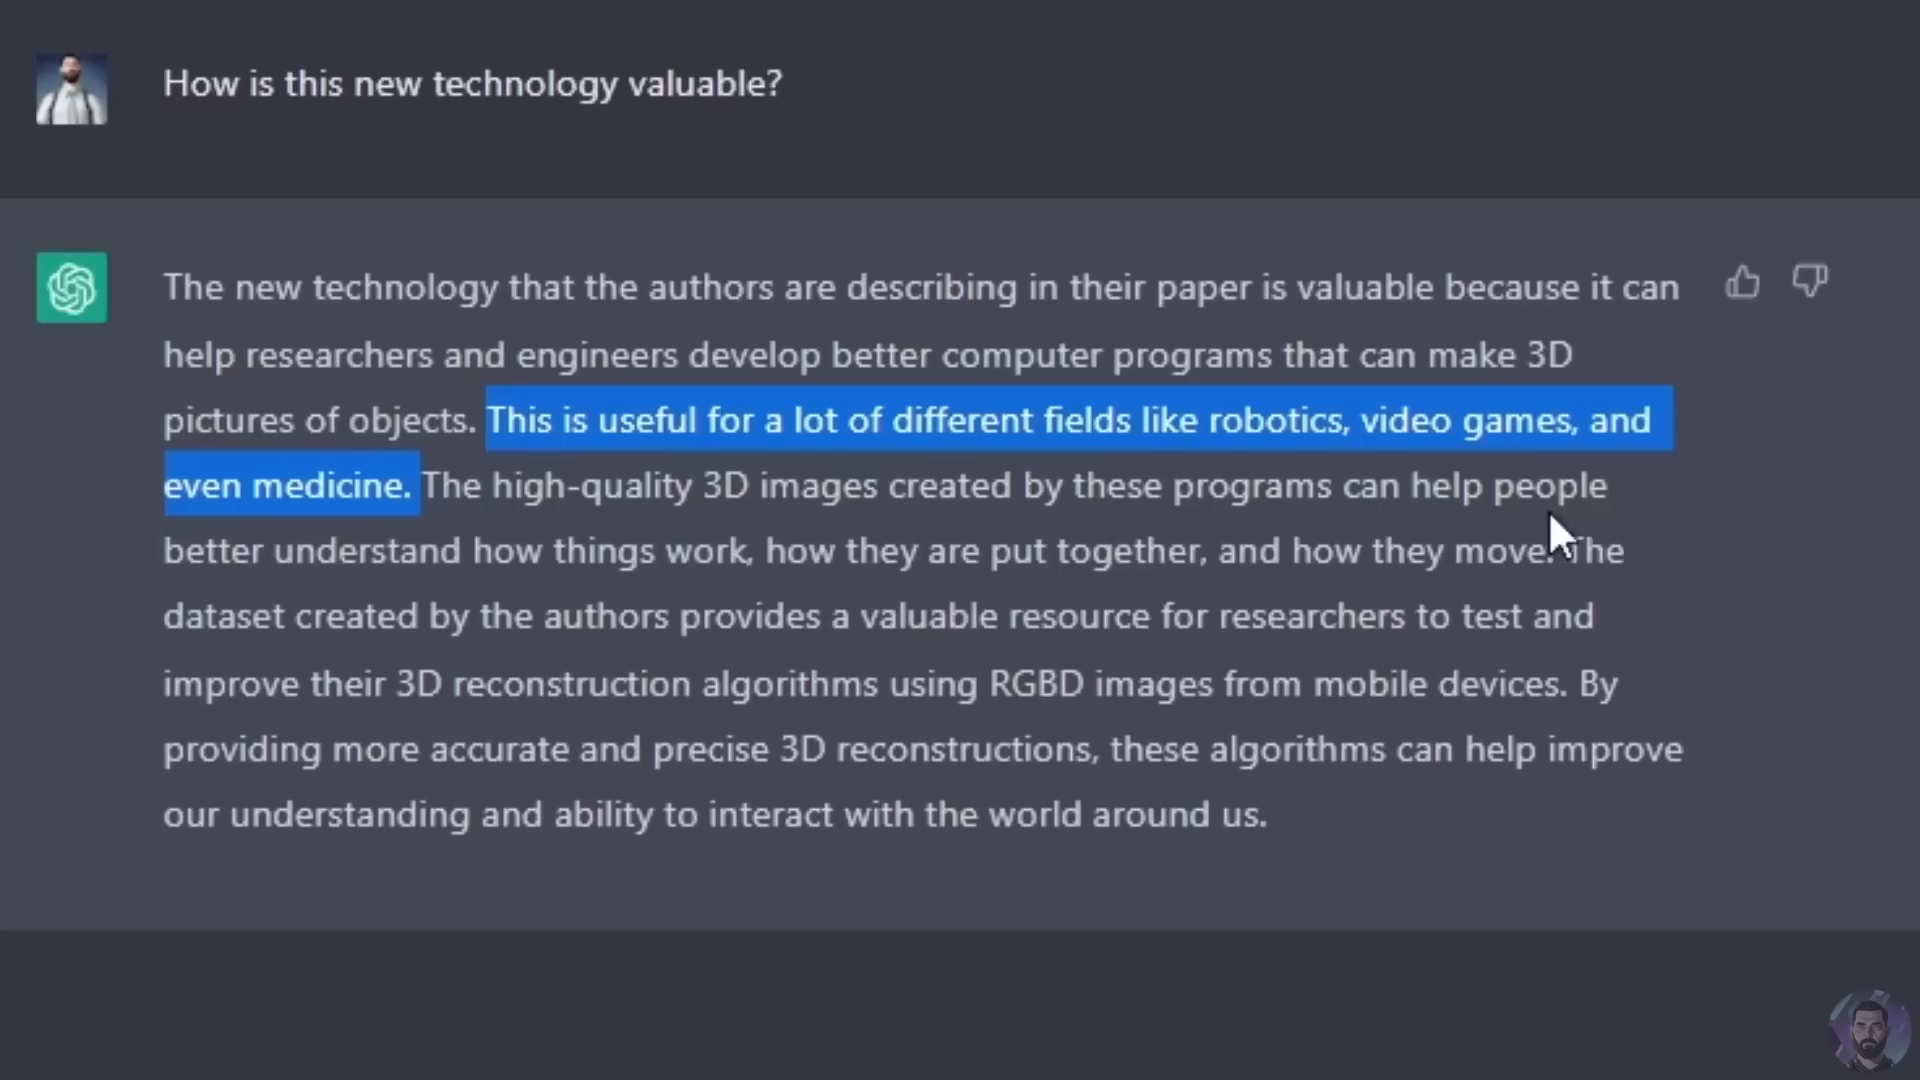 How is this new technology valuable?
The new technology that the authors are describing in their paper is valuable because it can
help researchers and engineers develop better computer programs that can make 3D
pictures of objects. This is useful for a lot of different fields like robotics, video games, and
even medicine. The high-quality 3D images created by these programs can help people
better understand how things work, how they are put together, and how they move. The
dataset created by the authors provides a valuable resource for researchers to test and
improve their 3D reconstruction algorithms using RGBD images from mobile devices. By
providing more accurate and precise 3D reconstructions, these algorithms can help improve
our understanding and ability to interact with the world around us.